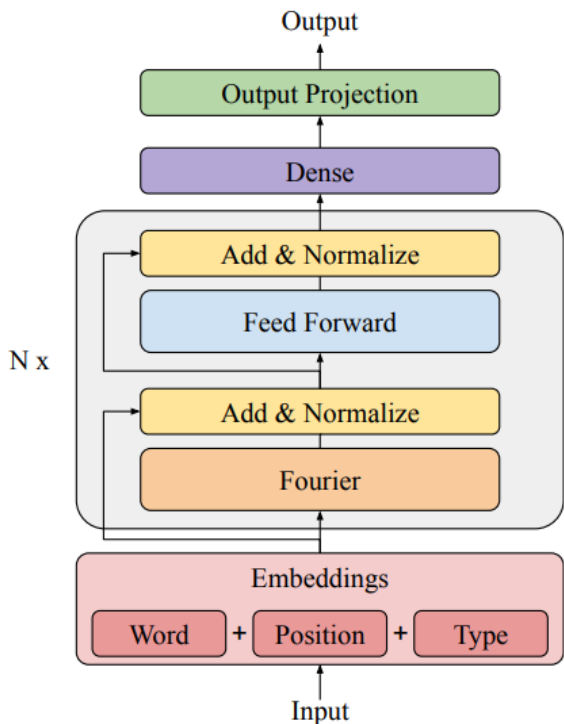 Output
Output Projection
Dense
Add & Normalize
Feed Forward
N x
Add & Normalize
Fourier
Embeddings
Word + Position + Type
Input